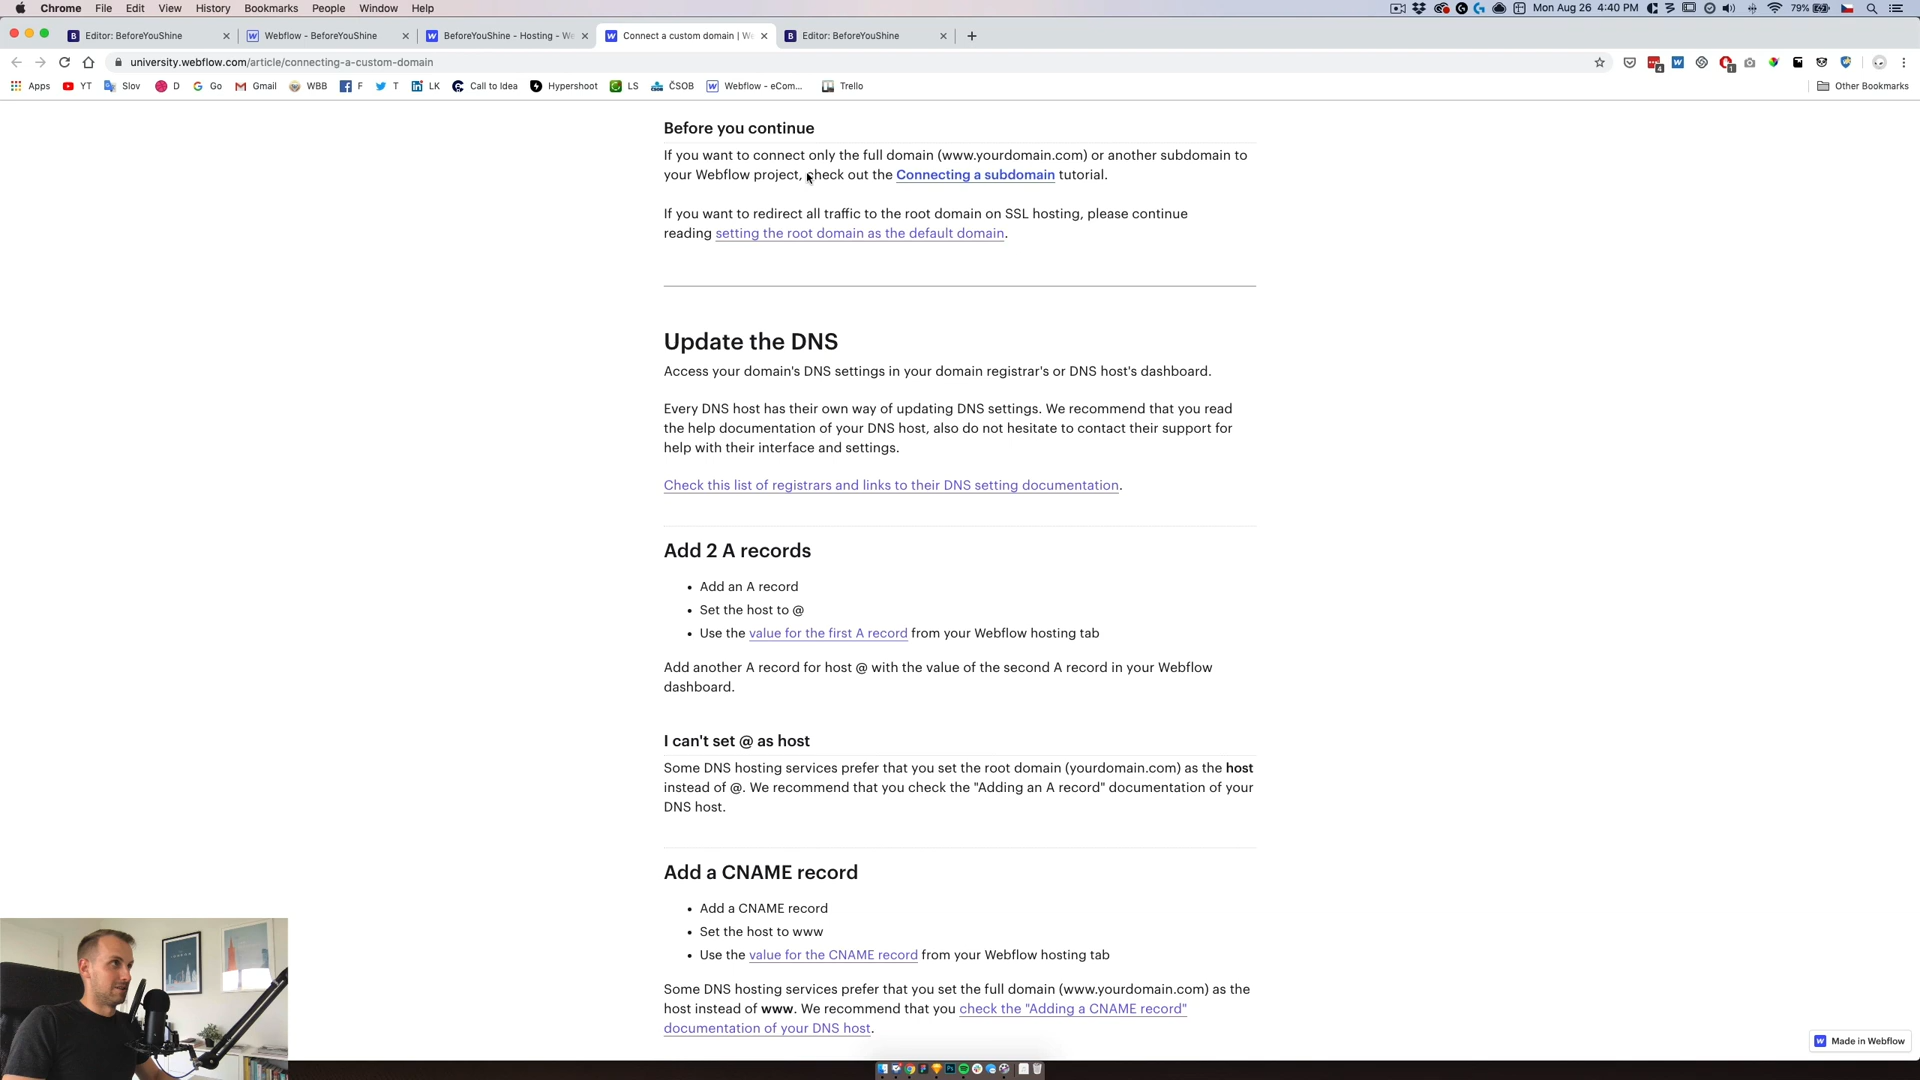 Chrome File Edit View History Bookmarks People Window Help
Mon Aug 26 4:40 PM 79%
Editor: BeforeYouShine
Webflow - BeforeYouShine
BeforeYouShine - Hosting - We
Connect a custom domain | We
Editor: BeforeYouShine
university.webflow.com/article/connecting-a-custom-domain
Apps YT Slov D Go Gmail WBB F T LK Call to Idea Hypershoot LS ČSOB Webflow - eCom... Trello Other Bookmarks
Before you continue
If you want to connect only the full domain (www.yourdomain.com) or another subdomain to
your Webflow project, check out the Connecting a subdomain tutorial.
If you want to redirect all traffic to the root domain on SSL hosting, please continue
reading setting the root domain as the default domain.
Update the DNS
Access your domain's DNS settings in your domain registrar's or DNS host's dashboard.
Every DNS host has their own way of updating DNS settings. We recommend that you read
the help documentation of your DNS host, also do not hesitate to contact their support for
help with their interface and settings.
Check this list of registrars and links to their DNS setting documentation.
Add 2 A records
• Add an A record
• Set the host to @
• Use the value for the first A record from your Webflow hosting tab
Add another A record for host @ with the value of the second A record in your Webflow
dashboard.
I can't set @ as host
Some DNS hosting services prefer that you set the root domain (yourdomain.com) as the host
instead of @. We recommend that you check the "Adding an A record" documentation of your
DNS host.
Add a CNAME record
• Add a CNAME record
• Set the host to www
• Use the value for the CNAME record from your Webflow hosting tab
Some DNS hosting services prefer that you set the full domain (www.yourdomain.com) as the
host instead of www. We recommend that you check the "Adding a CNAME record"
documentation of your DNS host.
Made in Webflow